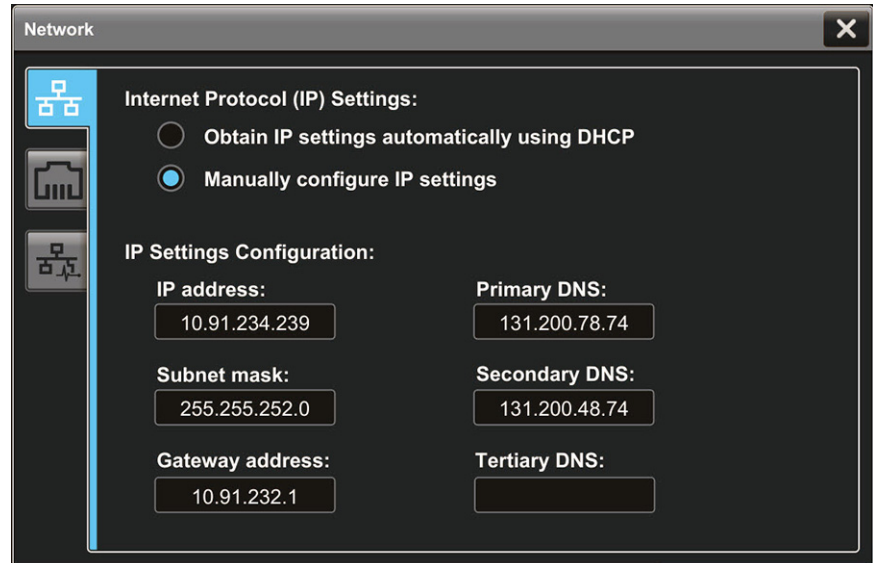 Network
Internet Protocol (IP) Settings:
Obtain IP settings automatically using DHCP
Manually configure IP settings
IP Settings Configuration:
IP address:
10.91.234.239
Primary DNS:
131.200.78.74
Subnet mask:
255.255.252.0
Secondary DNS:
131.200.48.74
Gateway address:
10.91.232.1
Tertiary DNS: